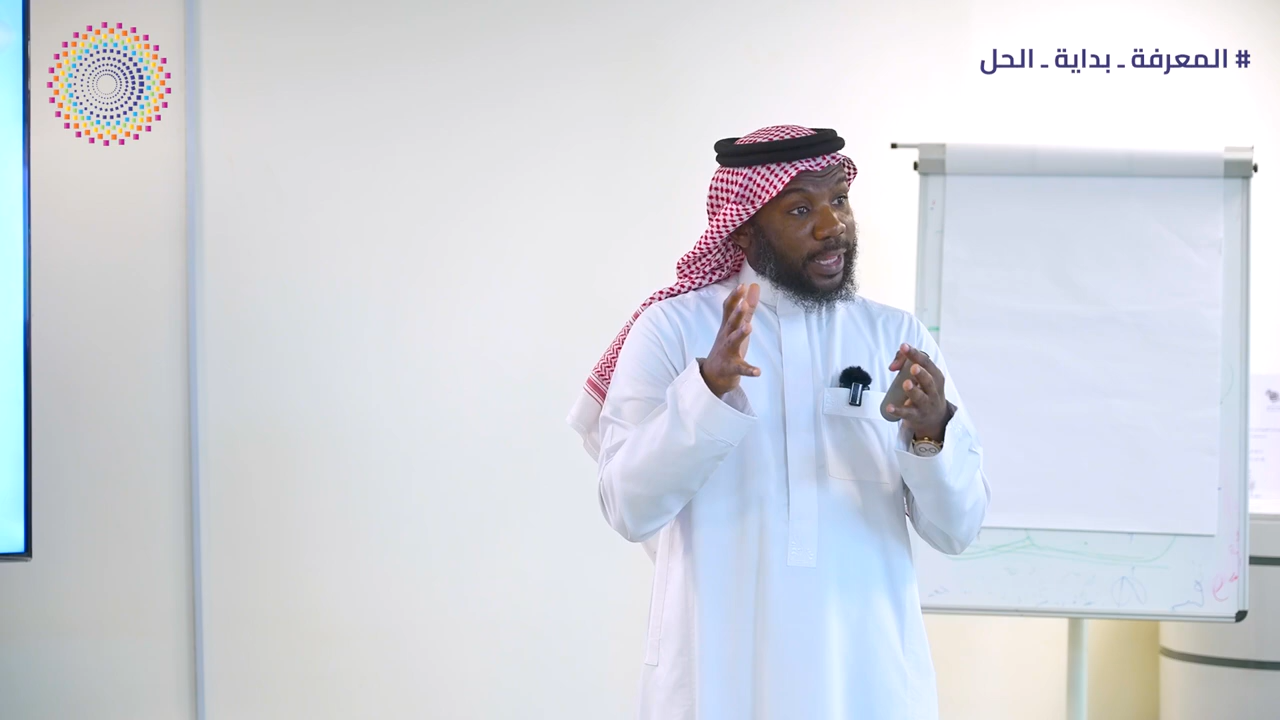 # المعرفة ـ بداية ـ الحل